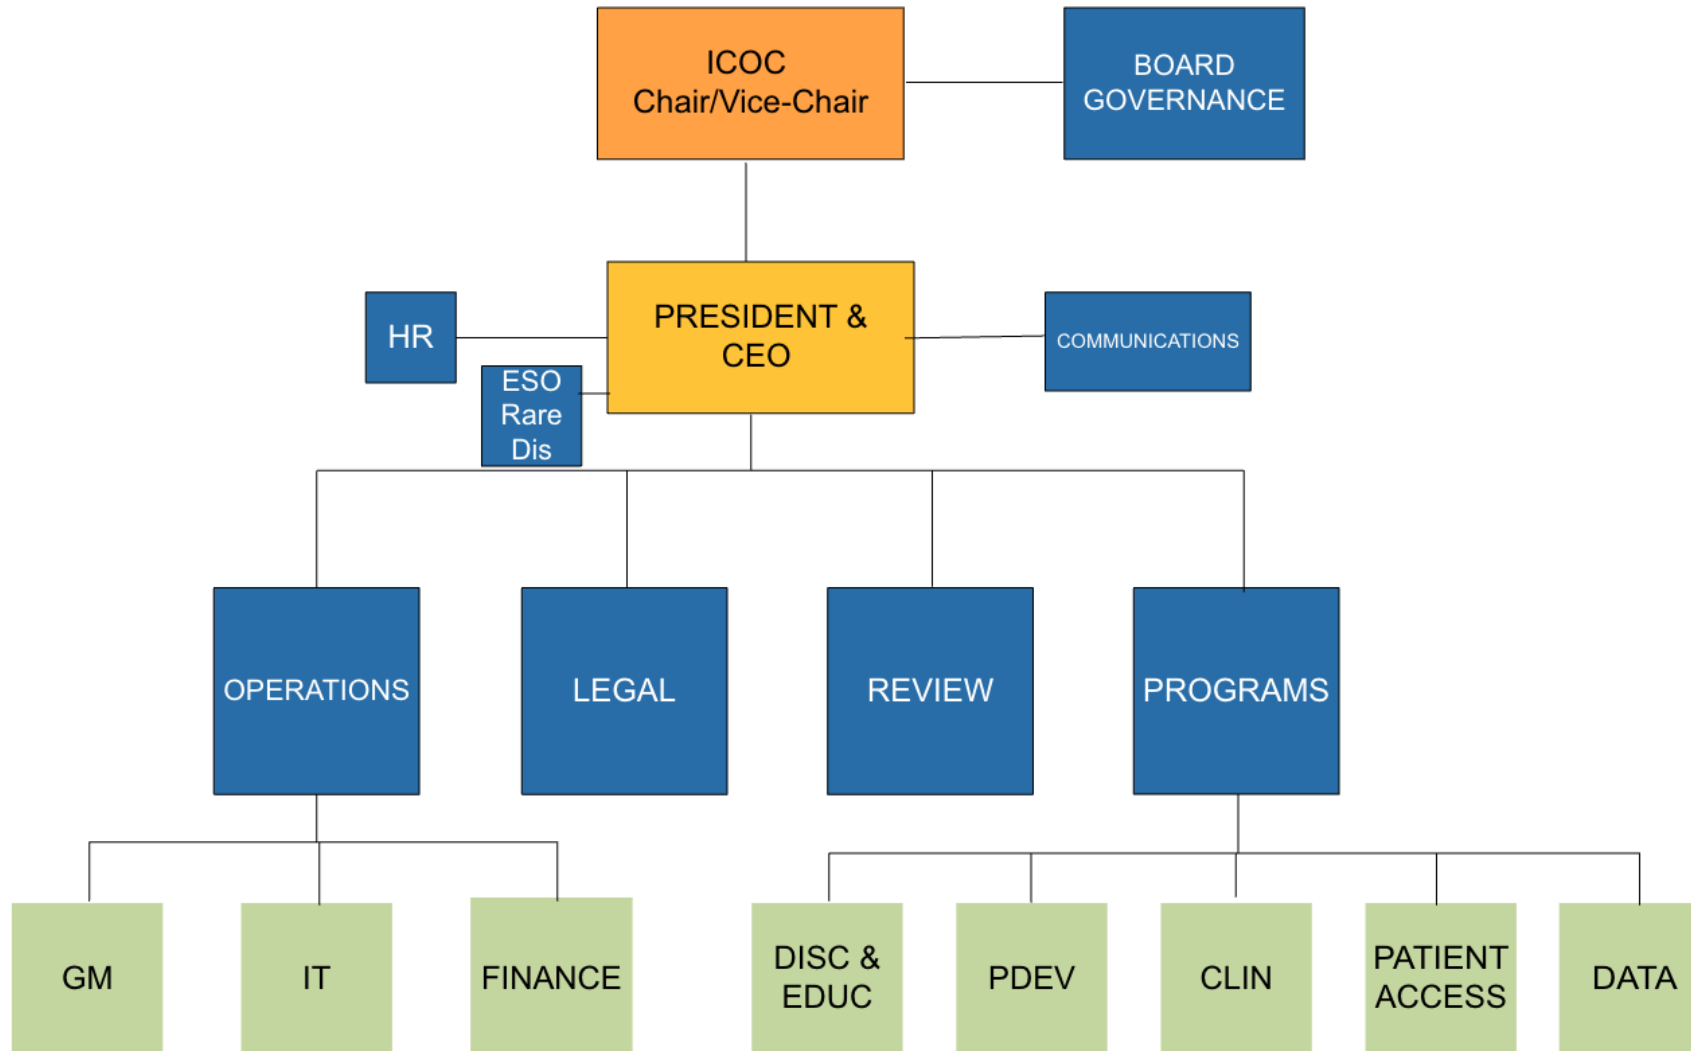 ICOC
Chair/Vice-Chair
BOARD
GOVERNANCE
HR
PRESIDENT &
CEO
COMMUNICATIONS
ESO
Rare
Dis
OPERATIONS
LEGAL
REVIEW
PROGRAMS
GM
IT
FINANCE
DISC &
EDUC
PDEV
CLIN
PATIENT
ACCESS
DATA